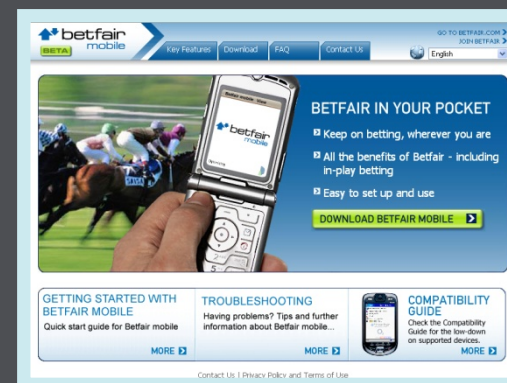 betfair
mobile
BETA
Key Features
Download
FAQ
Contact Us
GO TO BETFAIR.COM
JOIN BETFAIR
English
betfair
mobile
BETFAIR IN YOUR POCKET
Keep on betting, wherever you are
All the benefits of Betfair - including
in-play betting
Easy to set up and use
DOWNLOAD BETFAIR MOBILE
GETTING STARTED WITH
BETFAIR MOBILE
Quick start guide for Betfair mobile
MORE
TROUBLESHOOTING
Having problems? Tips and further
information about Betfair mobile...
MORE
COMPATIBILITY
GUIDE
Check the Compatibility
Guide for the low-down
on supported devices.
MORE
Contact Us | Privacy Policy and Terms of Use